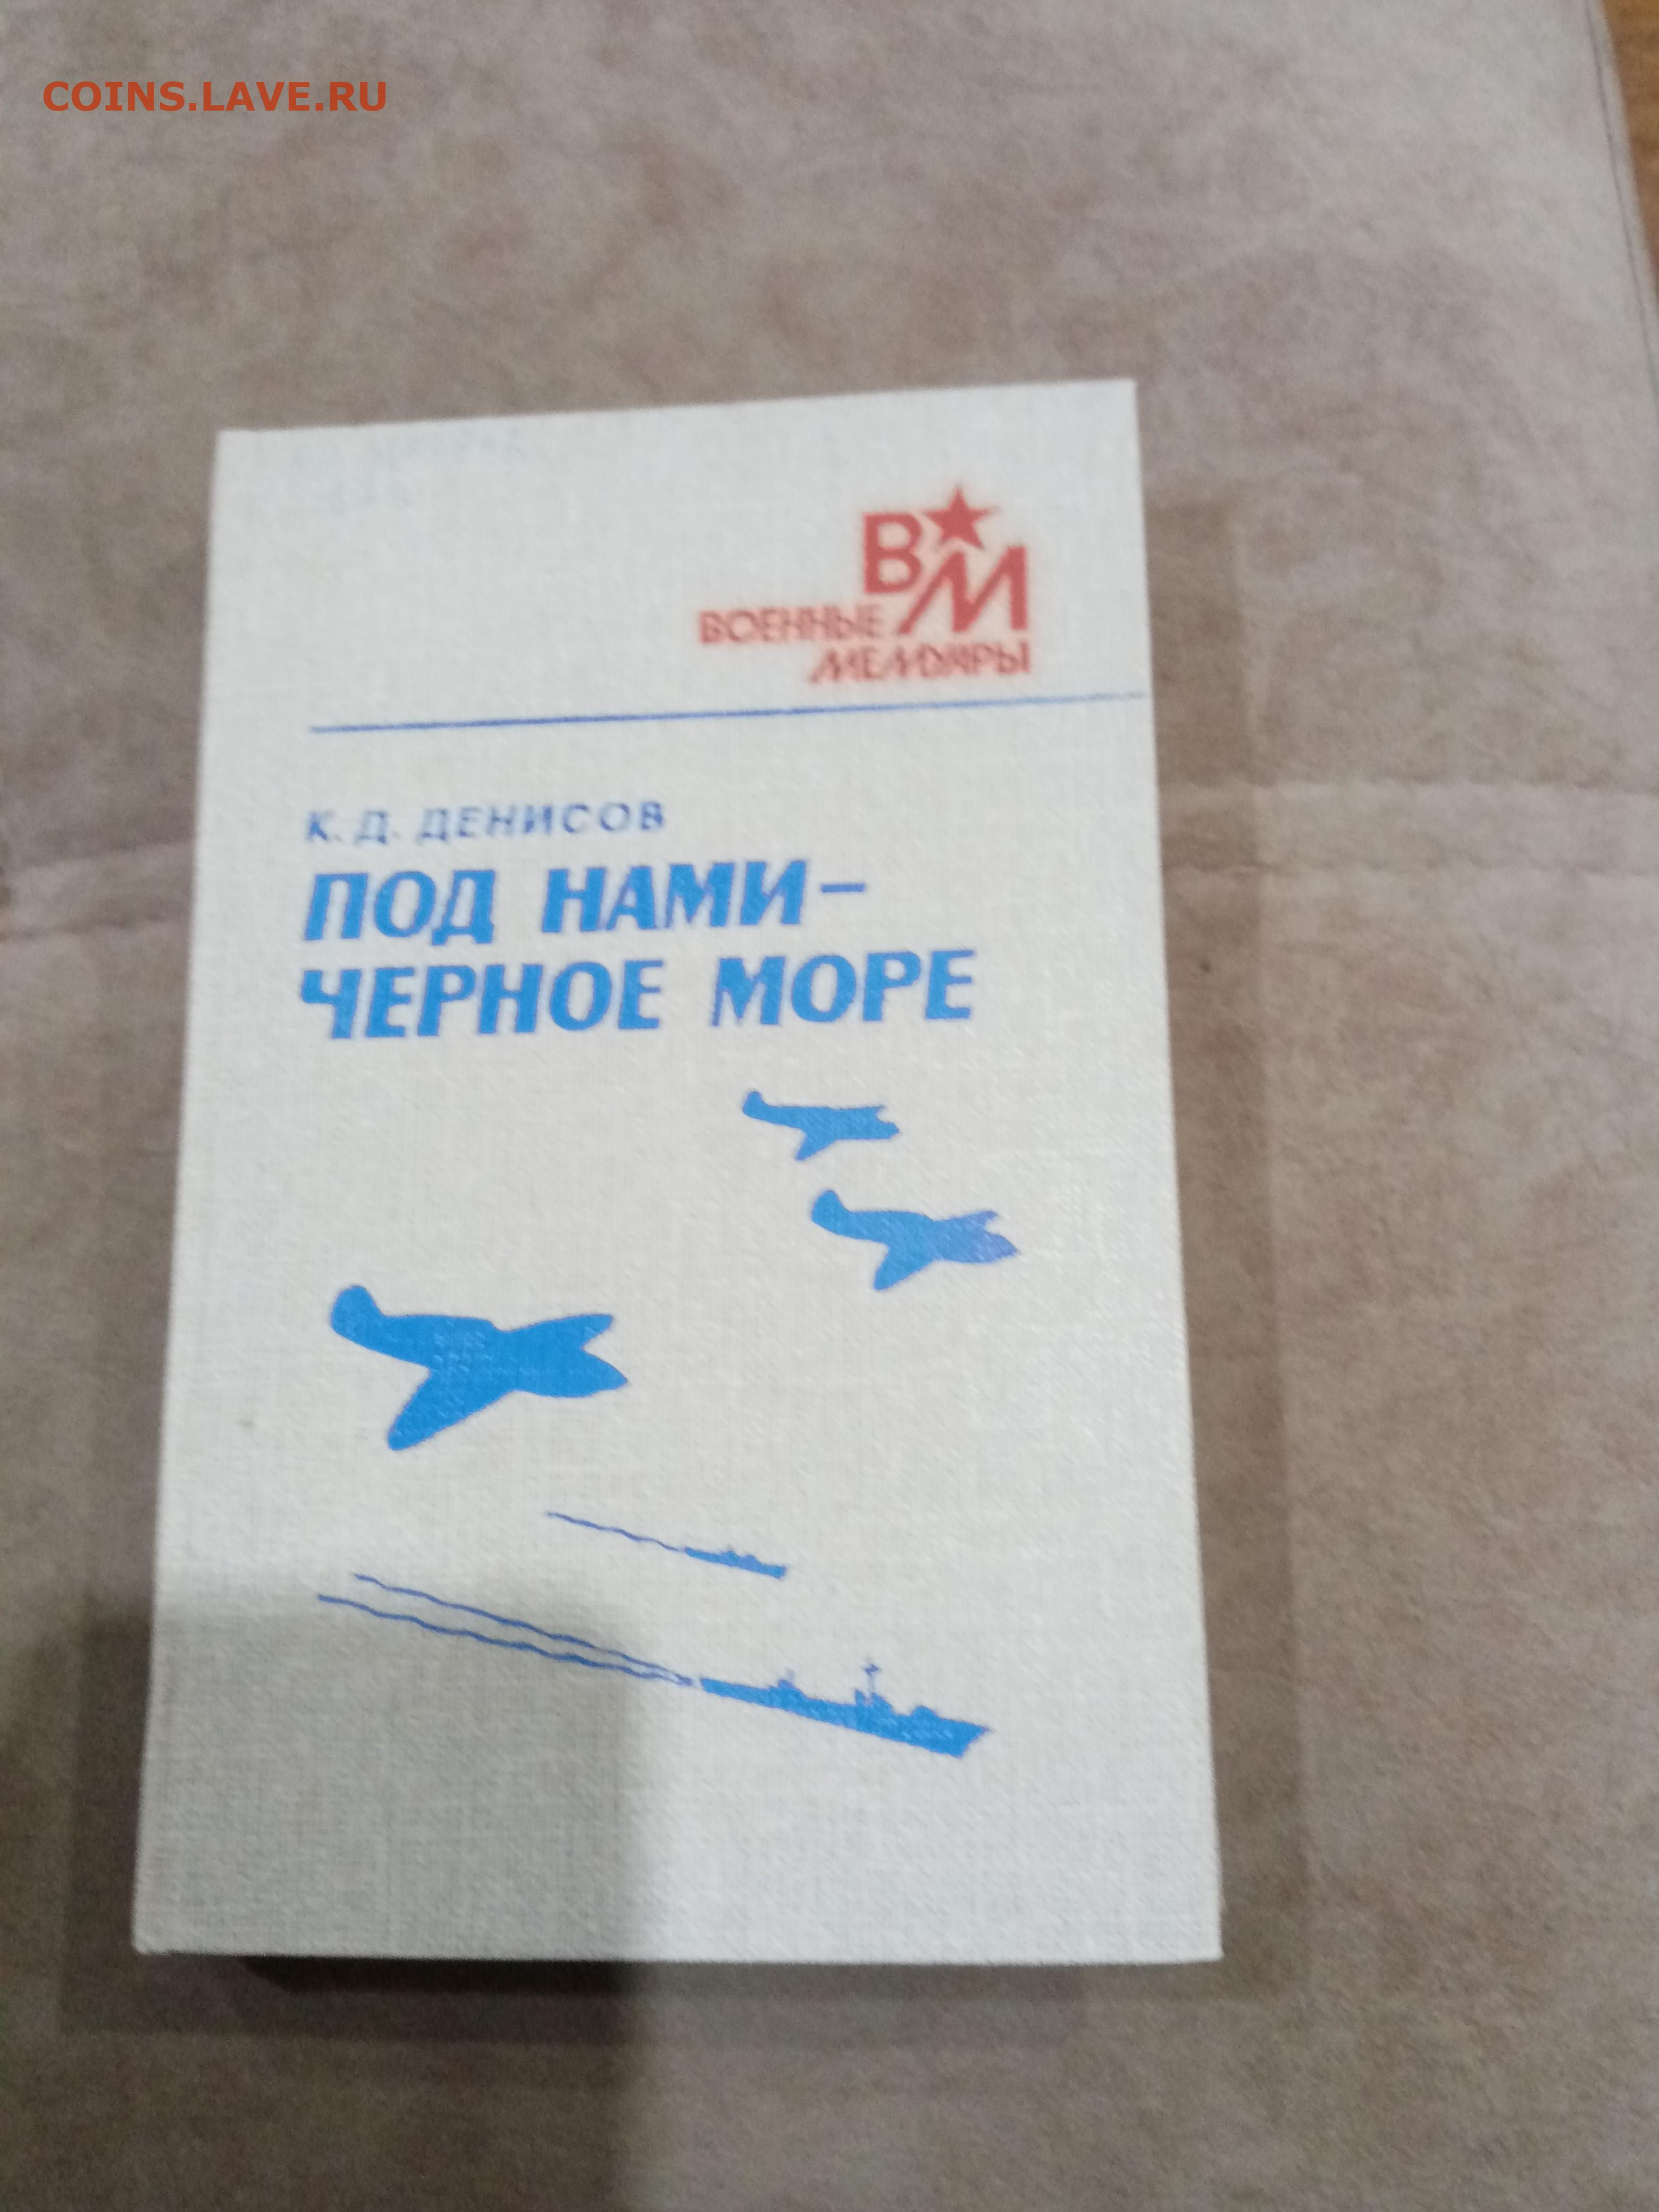 COINS.LAVE.RU
ВМ
ВОЕННЫЕ
МЕМУАРЫ
К. Д. ДЕНИСОВ
ПОД НАМИ –
ЧЕРНОЕ МОРЕ